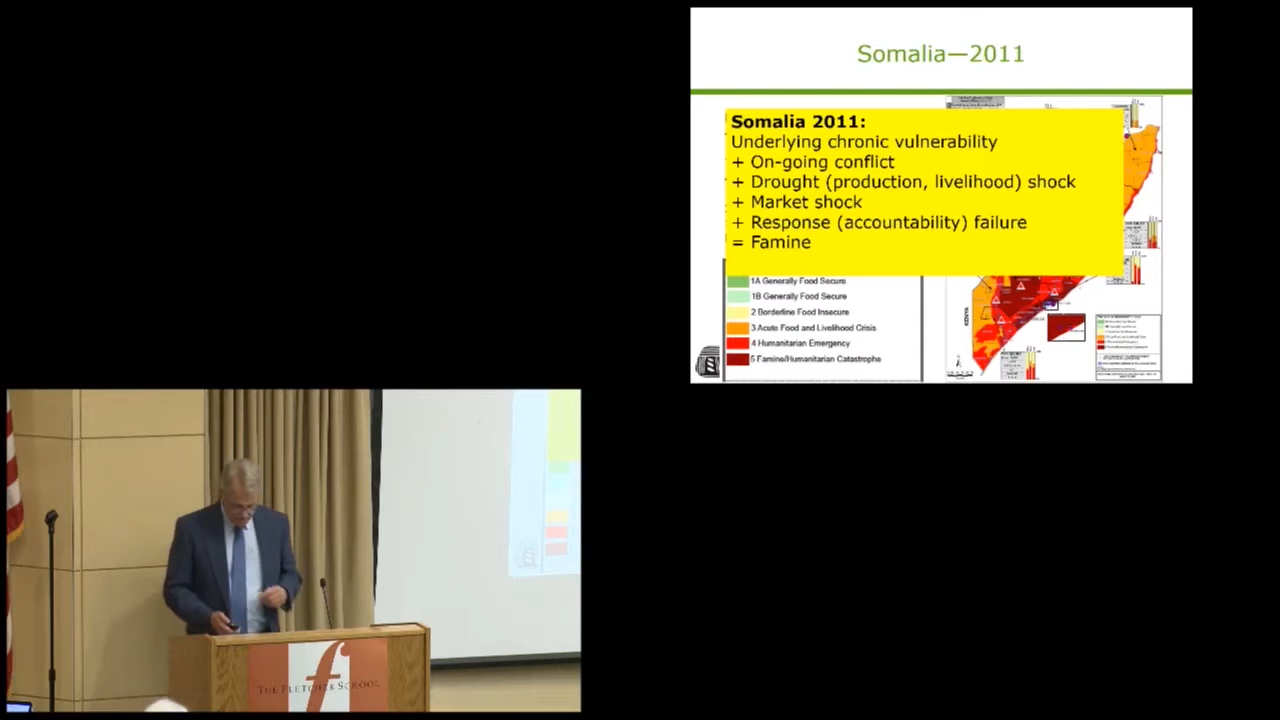 Somalia—2011
Somalia 2011:
Underlying chronic vulnerability
+ On-going conflict
+ Drought (production, livelihood) shock
+ Market shock
+ Response (accountability) failure
= Famine
1A Generally Food Secure
1B Generally Food Secure
2 Borderline Food Insecure
3 Acute Food and Livelihood Crisis
4 Humanitarian Emergency
5 Famine/Humanitarian Catastrophe
KENYA
THE FLETCHER SCHOOL